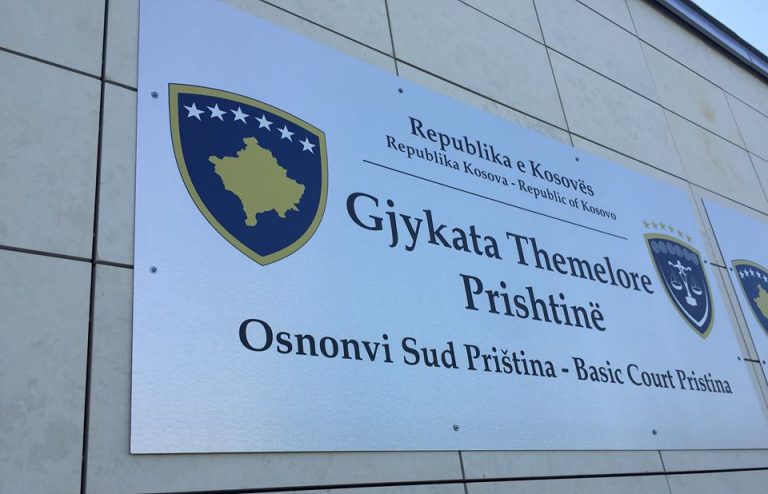 Republika e Kosovës
Republika Kosova - Republic of Kosovo
Gjykata Themelore
Prishtinë
Osnonvi Sud Priština - Basic Court Pristina